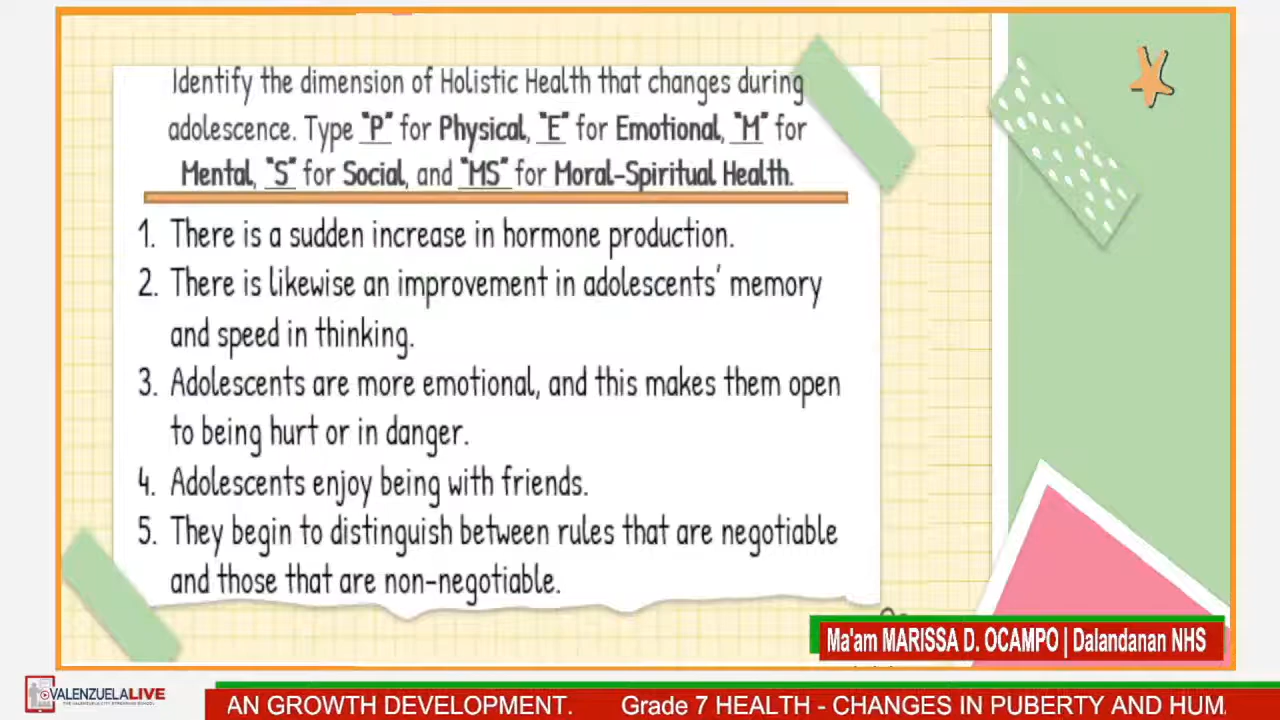 Identify the dimension of Holistic Health that changes during
adolescence. Type "P" for Physical, "E" for Emotional, "M" for
Mental, "S" for Social, and "MS" for Moral-Spiritual Health.
1. There is a sudden increase in hormone production.
2. There is likewise an improvement in adolescents' memory
and speed in thinking.
3. Adolescents are more emotional, and this makes them open
to being hurt or in danger.
4. Adolescents enjoy being with friends.
5. They begin to distinguish between rules that are negotiable
and those that are non-negotiable.
Ma'am MARISSA D. OCAMPO | Dalandanan NHS
VALENZUELALIVE
THE VALENZUELA CITY STREAMING SCHOOL
AN GROWTH DEVELOPMENT. Grade 7 HEALTH - CHANGES IN PUBERTY AND HUM